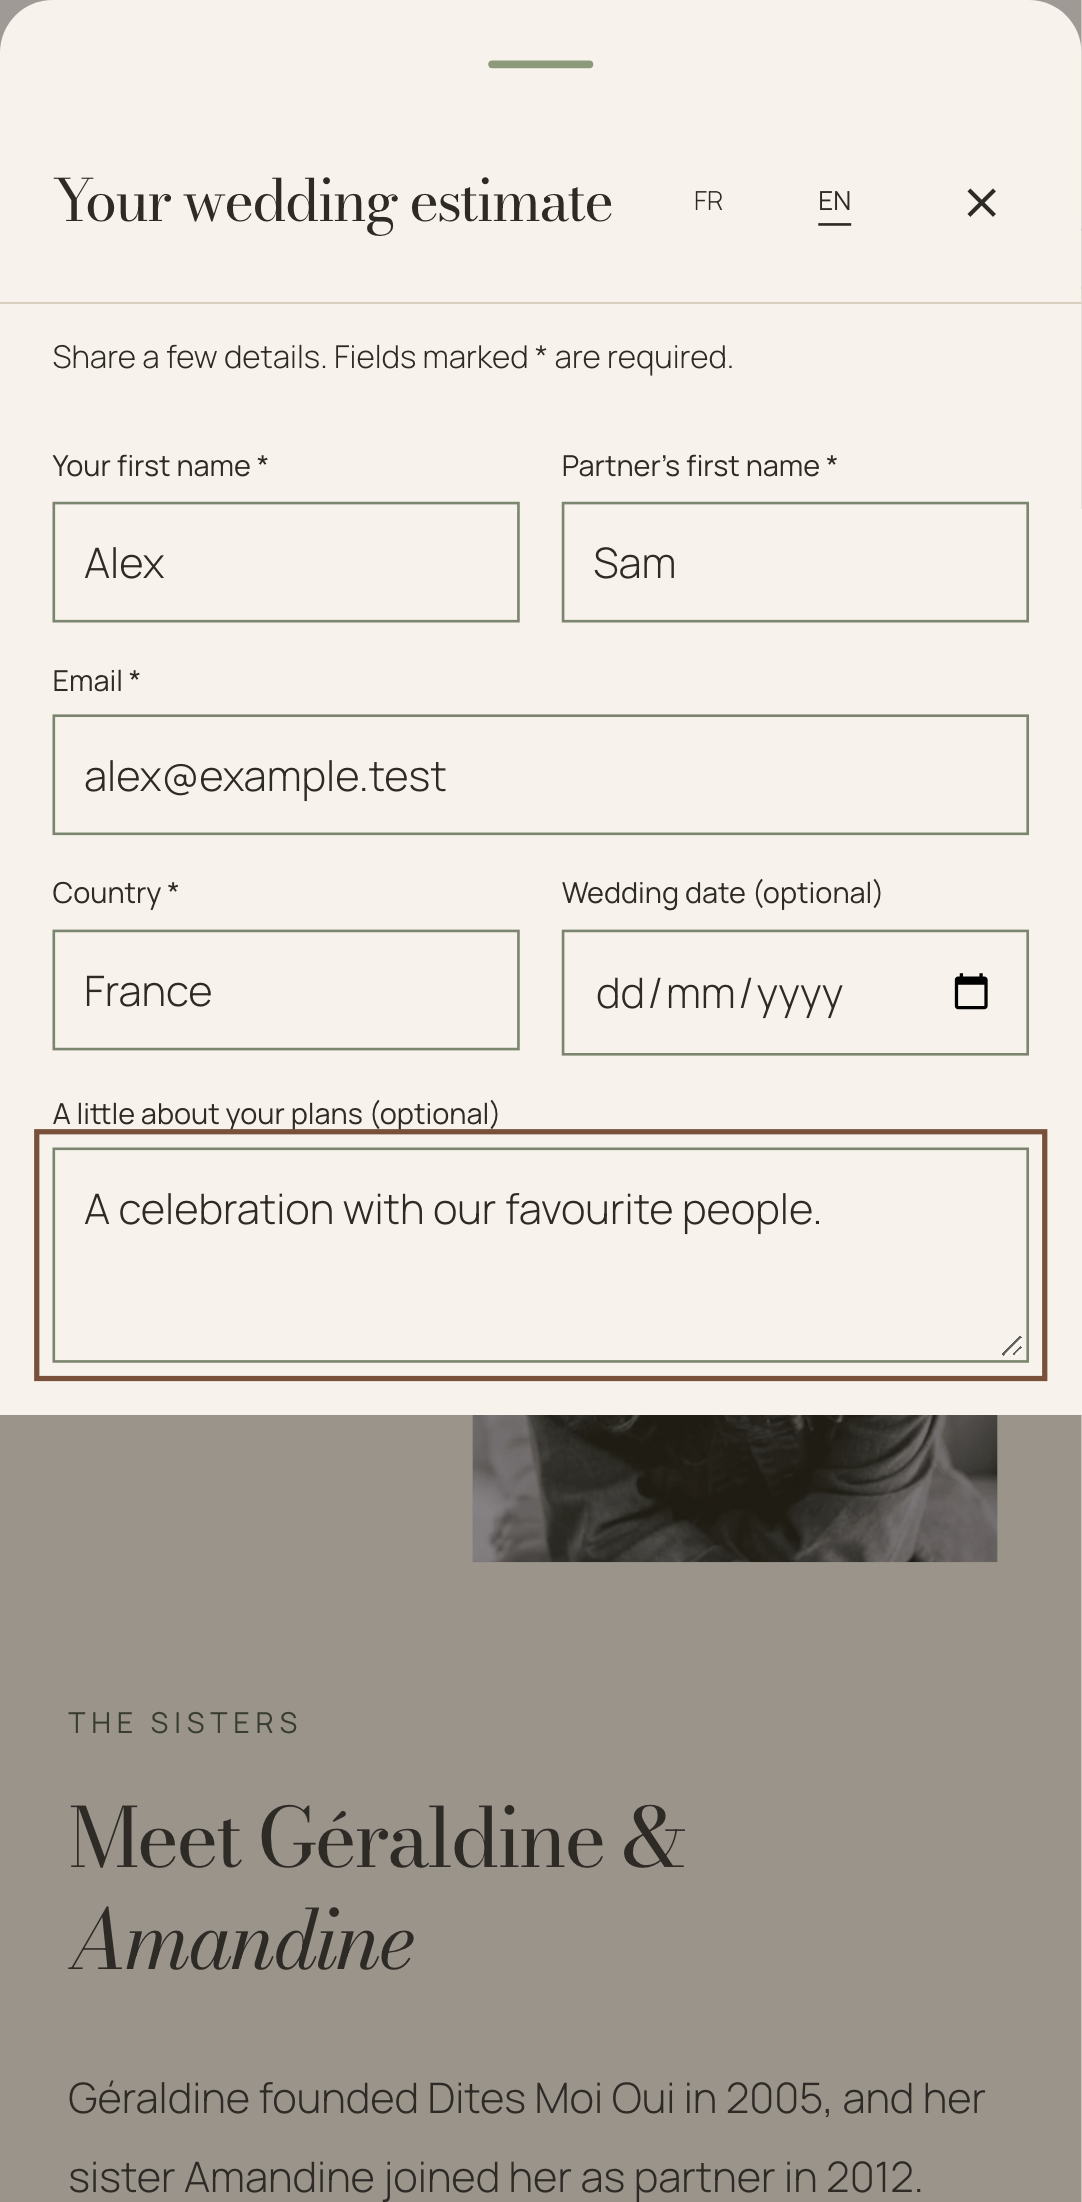 Your wedding estimate FR EN
Share a few details. Fields marked * are required.
Your first name * Partner’s first name *
Alex Sam
Email *
alex@example.test
Country * Wedding date (optional)
France dd/mm/yyyy
A little about your plans (optional)
A celebration with our favourite people.
THE SISTERS
Meet Géraldine &
Amandine
Géraldine founded Dites Moi Oui in 2005, and her
sister Amandine joined her as partner in 2012.